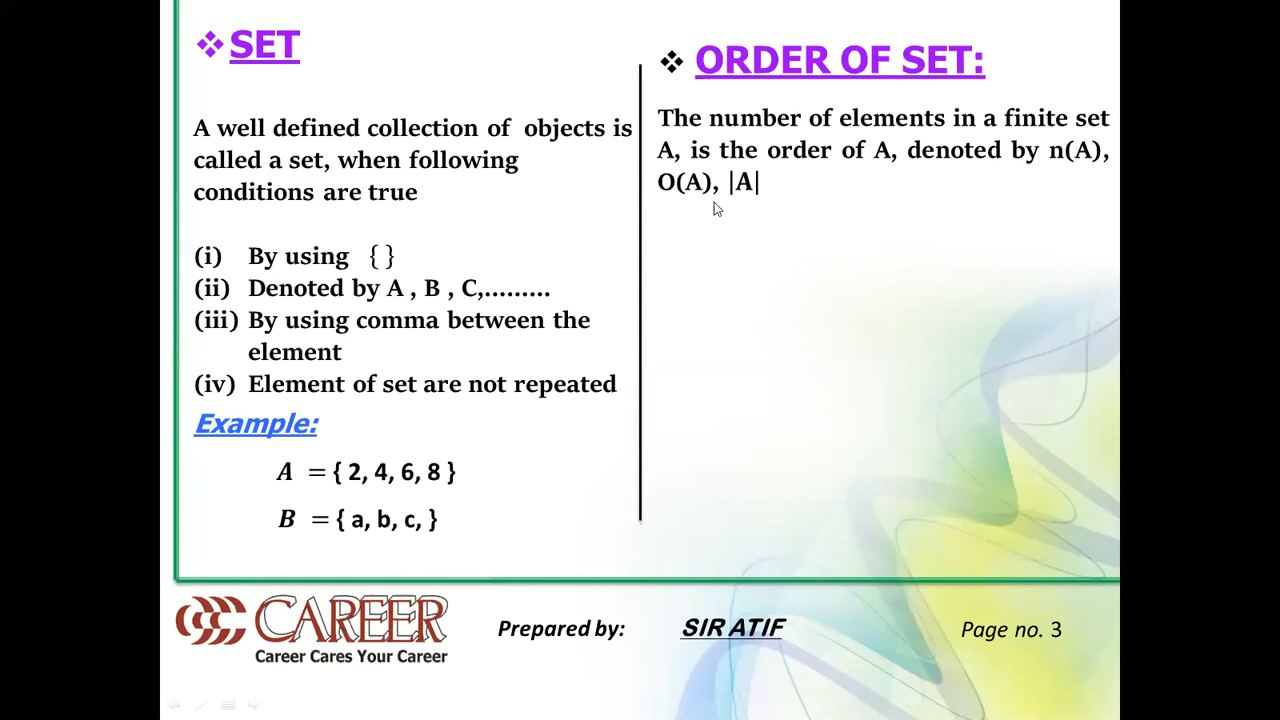 SET
A well defined collection of objects is
called a set, when following
conditions are true
(i) By using { }
(ii) Denoted by A , B , C,.........
(iii) By using comma between the
element
(iv) Element of set are not repeated
Example:
A = { 2, 4, 6, 8 }
B = { a, b, c, }
ORDER OF SET:
The number of elements in a finite set
A, is the order of A, denoted by n(A),
O(A), |A|
CAREER
Career Cares Your Career
Prepared by: SIR ATIF
Page no. 3